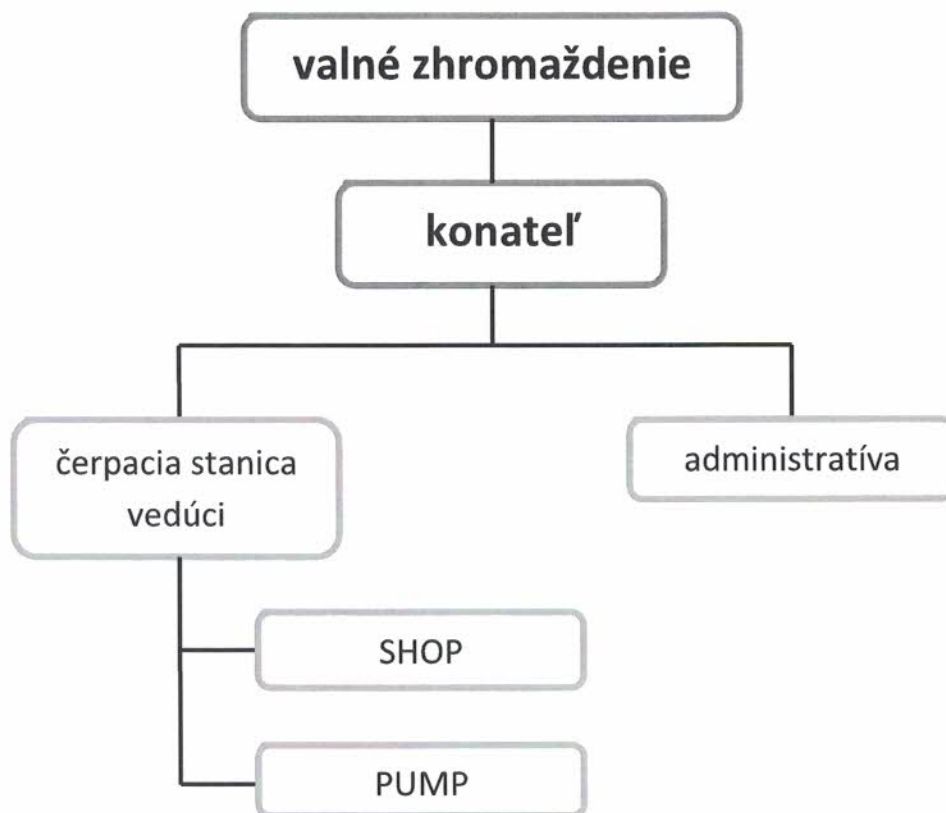 valné zhromaždenie
konateľ
čerpacia stanica
vedúci
administratíva
SHOP
PUMP